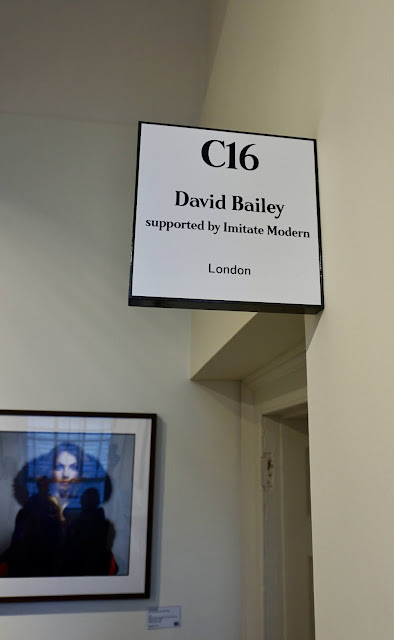 C16
David Bailey
supported by Imitate Modern
London